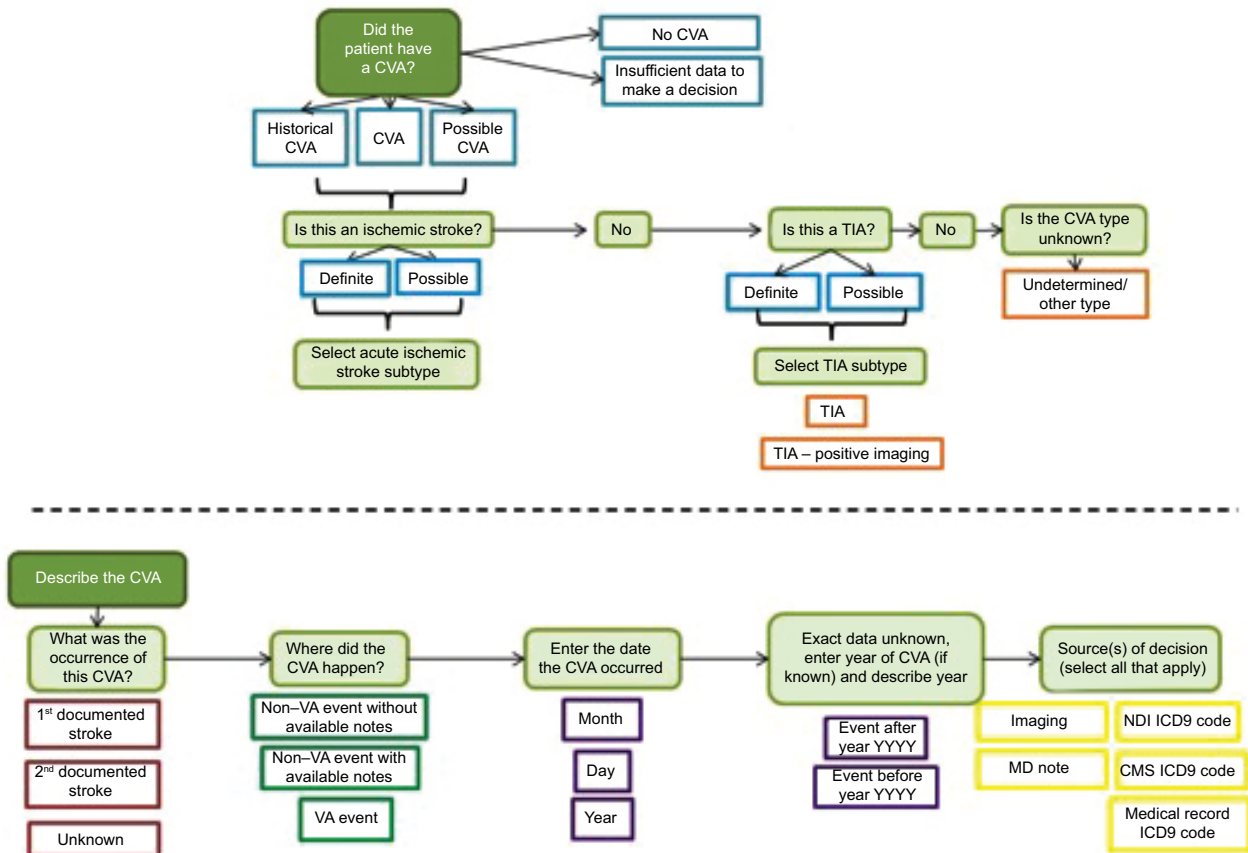 Did the
patient have
a CVA?
No CVA
Insufficient data to
make a decision
Historical
CVA
CVA
Possible
CVA
Is this an ischemic stroke?
No
Is this a TIA?
No
Is the CVA type
unknown?
Definite
Possible
Definite
Possible
Undetermined/
other type
Select acute ischemic
stroke subtype
Select TIA subtype
TIA
TIA – positive imaging
Describe the CVA
What was the
occurrence of
this CVA?
Where did the
CVA happen?
Enter the date
the CVA occurred
Exact data unknown,
enter year of CVA (if
known) and describe year
Source(s) of decision
(select all that apply)
1st documented
stroke
2nd documented
stroke
Unknown
Non–VA event without
available notes
Non–VA event with
available notes
VA event
Month
Day
Year
Event after
year YYYY
Event before
year YYYY
Imaging
MD note
NDI ICD9 code
CMS ICD9 code
Medical record
ICD9 code